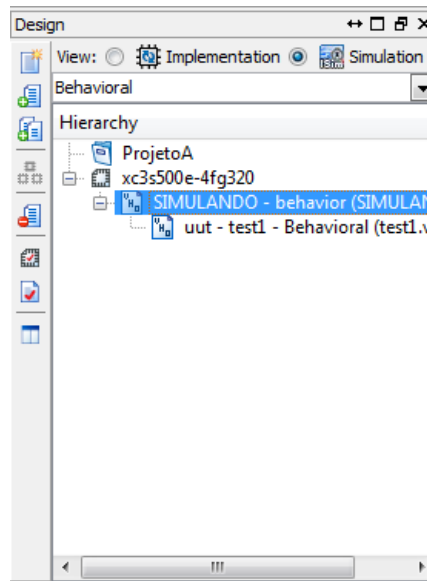 Design
View: Implementation Simulation
Behavioral
Hierarchy
ProjetoA
xc3s500e-4fg320
SIMULANDO - behavior (SIMULAN
uut - test1 - Behavioral (test1.v